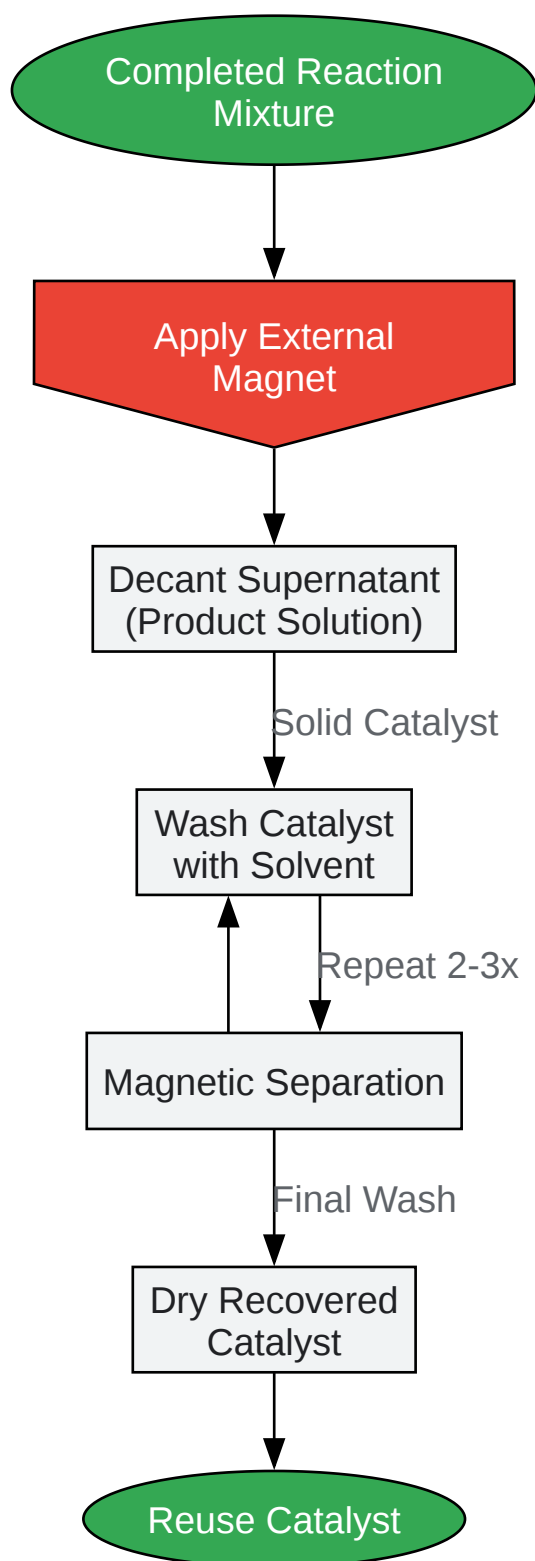 Completed Reaction
Mixture
Apply External
Magnet
Decant Supernatant
(Product Solution)
Solid Catalyst
Wash Catalyst
with Solvent
Repeat 2-3x
Magnetic Separation
Final Wash
Dry Recovered
Catalyst
Reuse Catalyst